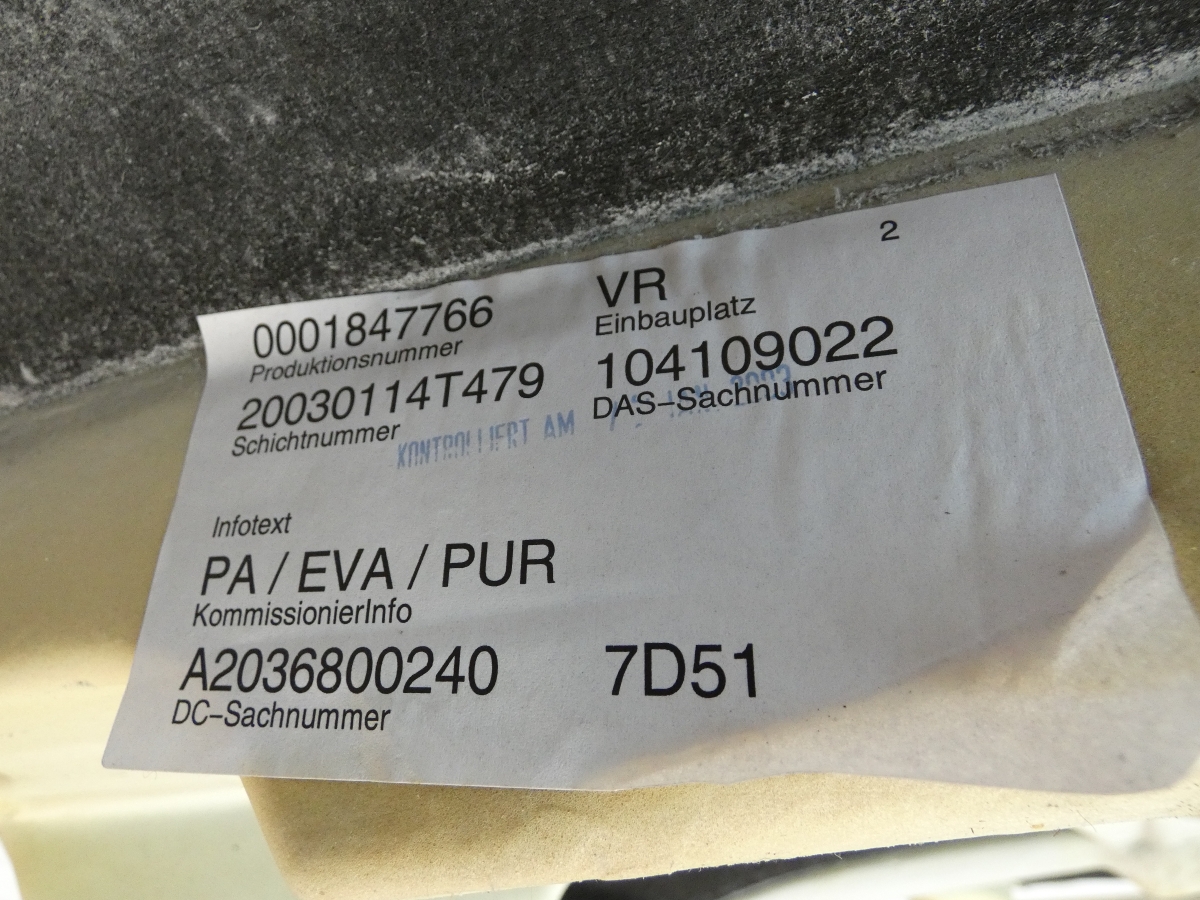 2
0001847766
Produktionsnummer
VR
Einbauplatz
20030114T479
Schichtnummer
104109022
DAS-Sachnummer
KONTROLLIERT AM
Infotext
PA / EVA / PUR
KommissionierInfo
A2036800240
7D51
DC-Sachnummer